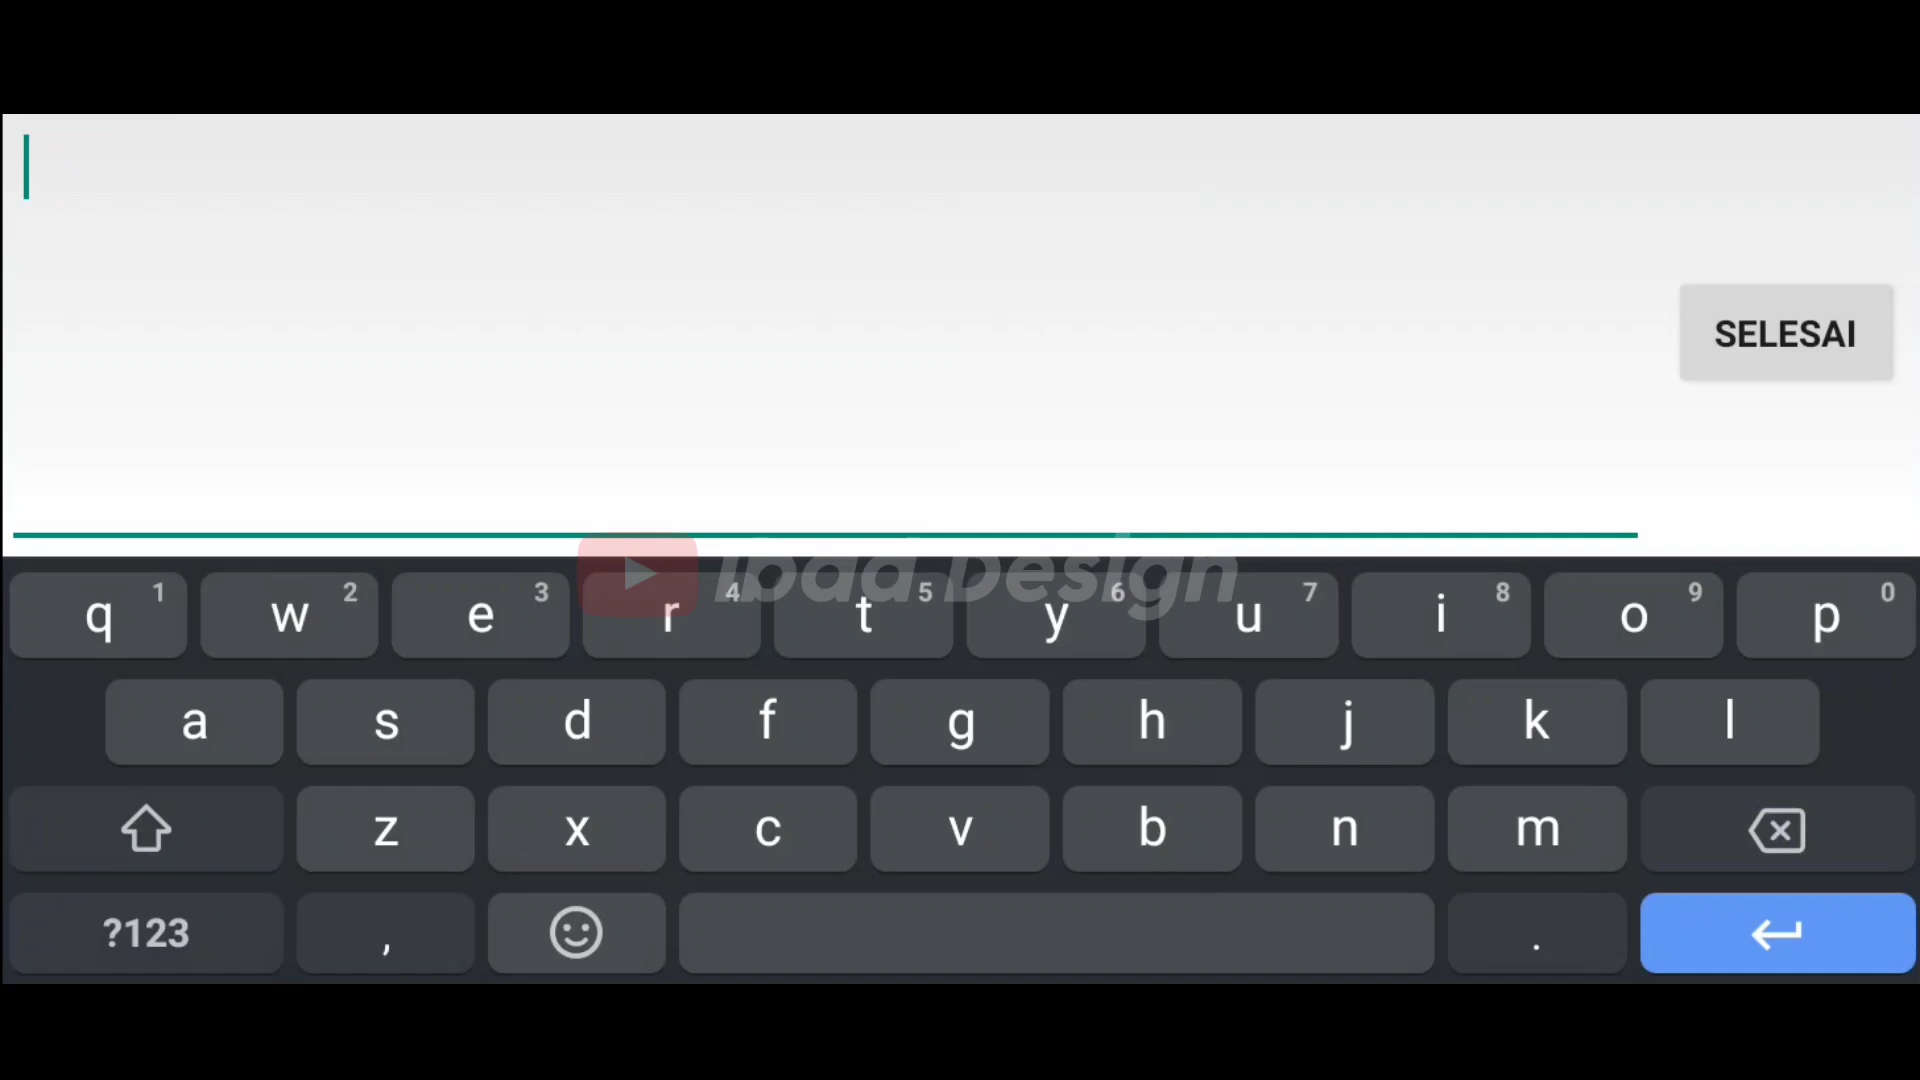 SELESAI
Ibad Design
q 1 w 2 e 3 r 4 t 5 y 6 u 7 i 8 o 9 p 0
a s d f g h j k l
z x c v b n m
?123 , .